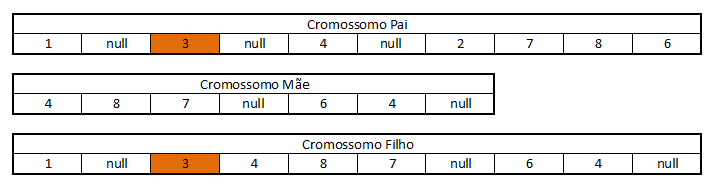 Cromossomo Pai
1 null 3 null 4 null 2 7 8 6
Cromossomo Mãe
4 8 7 null 6 4 null
Cromossomo Filho
1 null 3 4 8 7 null 6 4 null